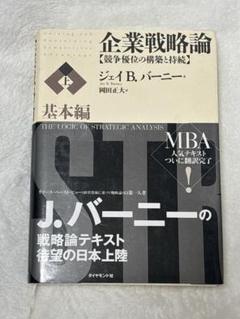 企業戦略論
【競争優位の構築と持続】
上
基本編
ジェイB.バーニー 著
岡田正大 訳
THE LOGIC OF STRATEGIC ANALYSIS
MBA
人気テキスト
ついに翻訳完了
!
J.バーニーの
戦略論テキスト
待望の日本上陸
ダイヤモンド社